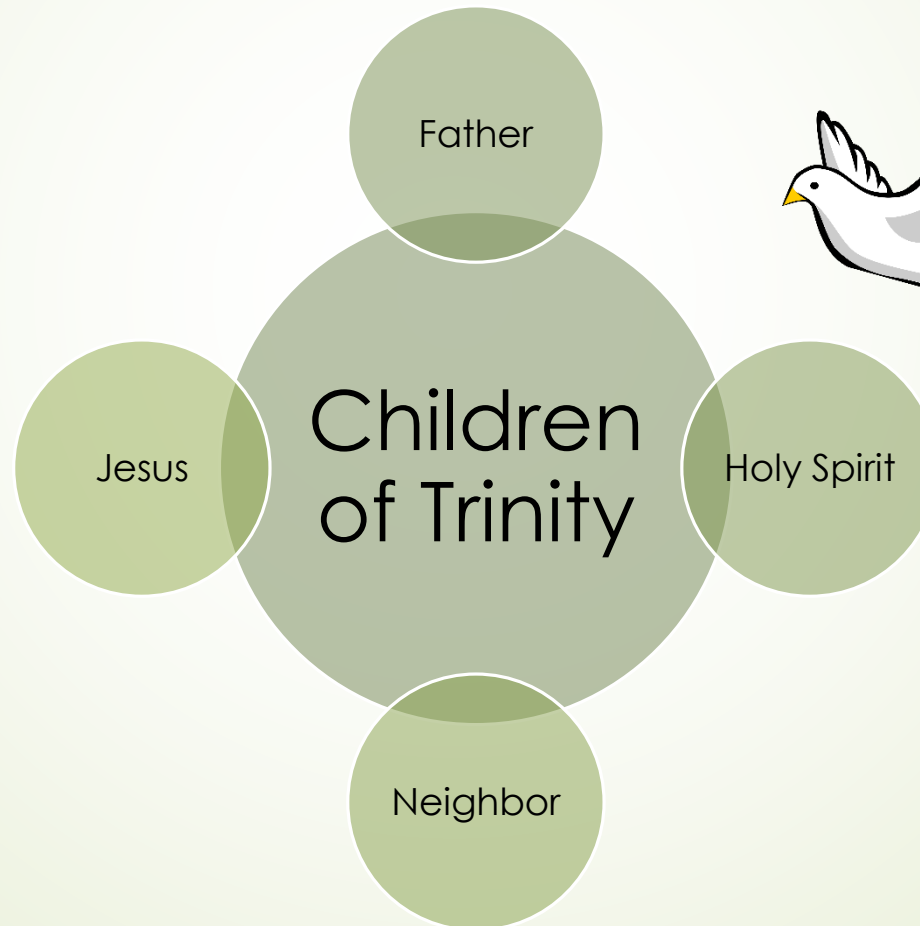 Father
Children
of Trinity
Jesus
Holy Spirit
Neighbor